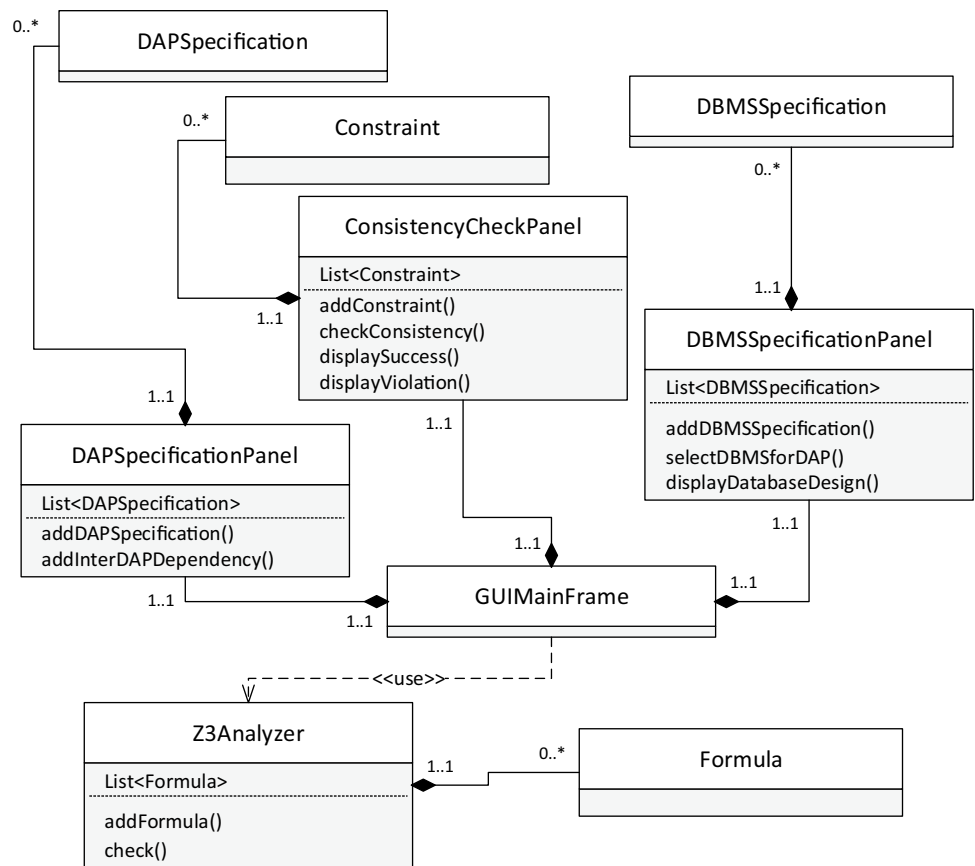 0..*
DAPSpecification
DBMSSpecification
0..*
Constraint
0..*
ConsistencyCheckPanel
List<Constraint>
addConstraint()
checkConsistency()
displaySuccess()
displayViolation()
1..1
1..1
1..1
DBMSSpecificationPanel
List<DBMSSpecification>
addDBMSSpecification()
selectDBMSforDAP()
displayDatabaseDesign()
1..1
1..1
DAPSpecificationPanel
List<DAPSpecification>
addDAPSpecification()
addInterDAPDependency()
1..1
1..1
1..1
1..1
1..1
GUIMainFrame
<<use>>
Z3Analyzer
List<Formula>
addFormula()
check()
1..1
0..*
Formula